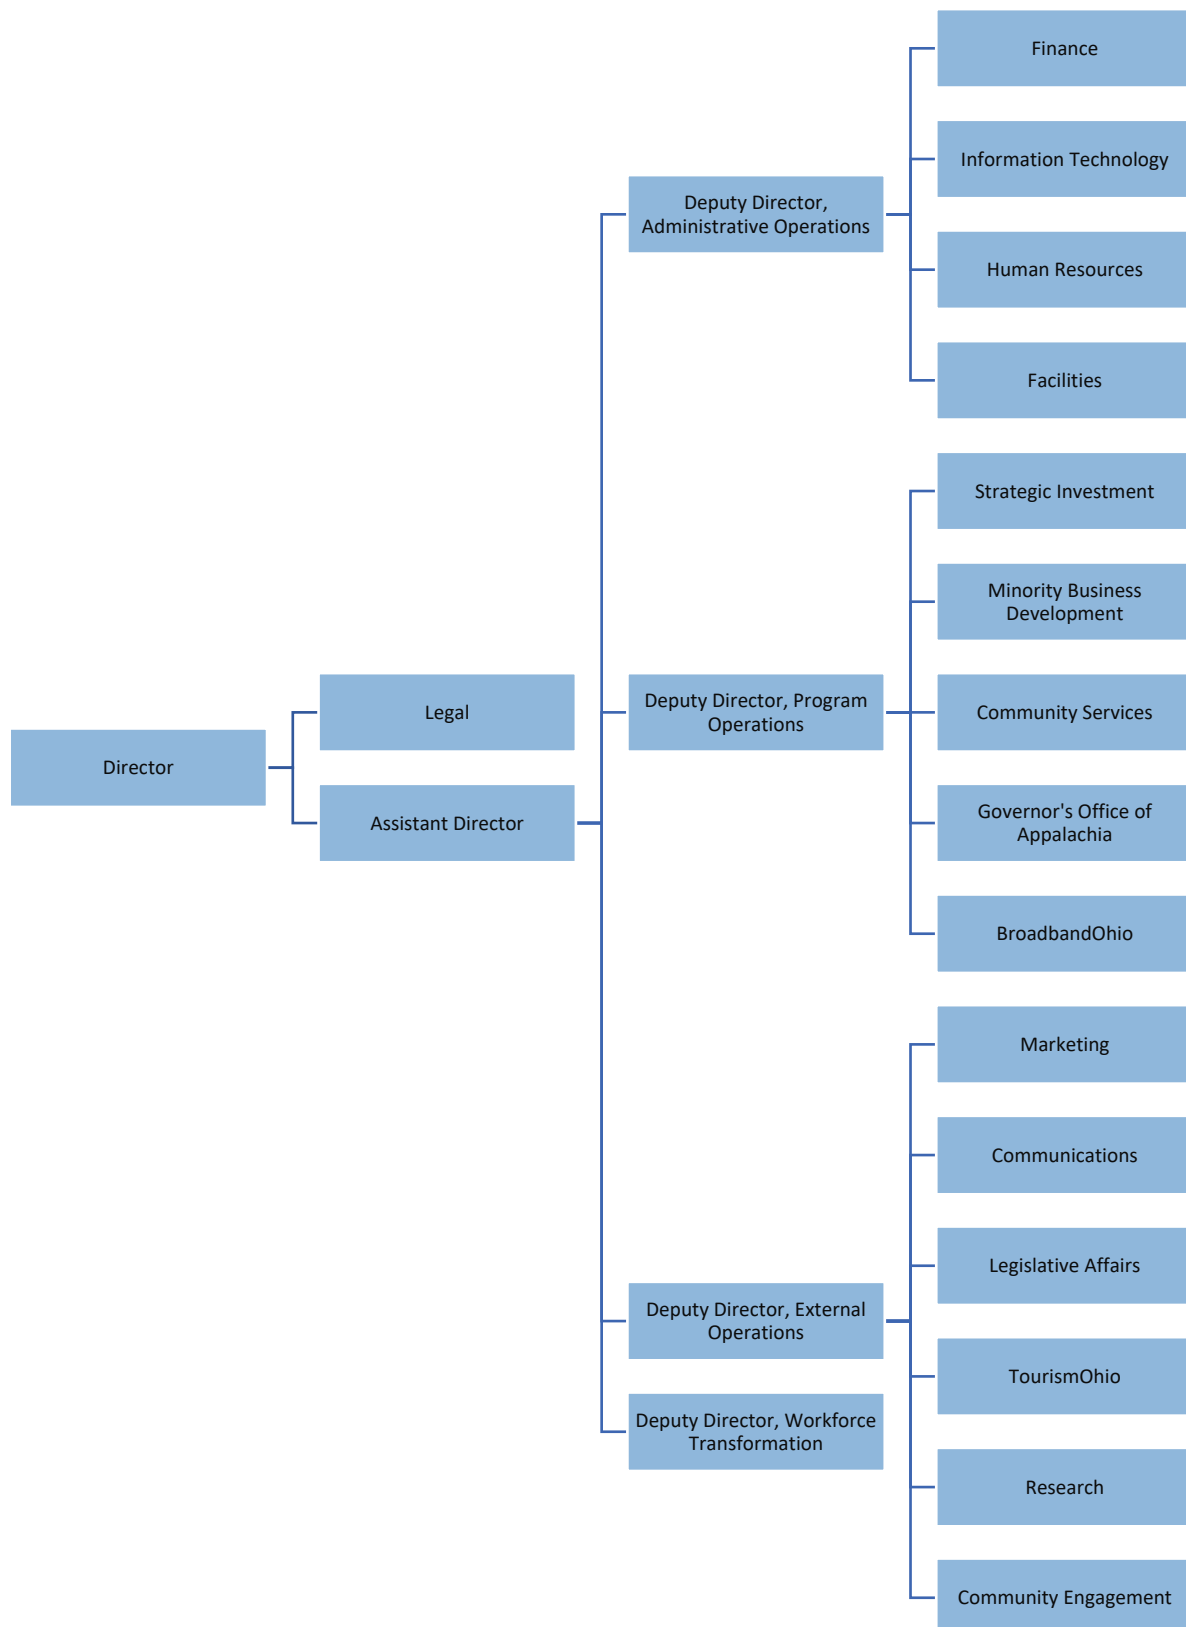 Director
Legal
Assistant Director
Deputy Director,
Administrative Operations
Finance
Information Technology
Human Resources
Facilities
Deputy Director, Program
Operations
Strategic Investment
Minority Business
Development
Community Services
Governor's Office of
Appalachia
BroadbandOhio
Deputy Director, External
Operations
Marketing
Communications
Legislative Affairs
TourismOhio
Research
Community Engagement
Deputy Director, Workforce
Transformation